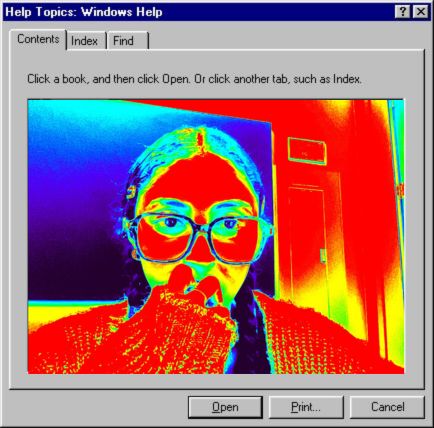 Help Topics: Windows Help
Contents Index Find
Click a book, and then click Open. Or click another tab, such as Index.
Open Print... Cancel